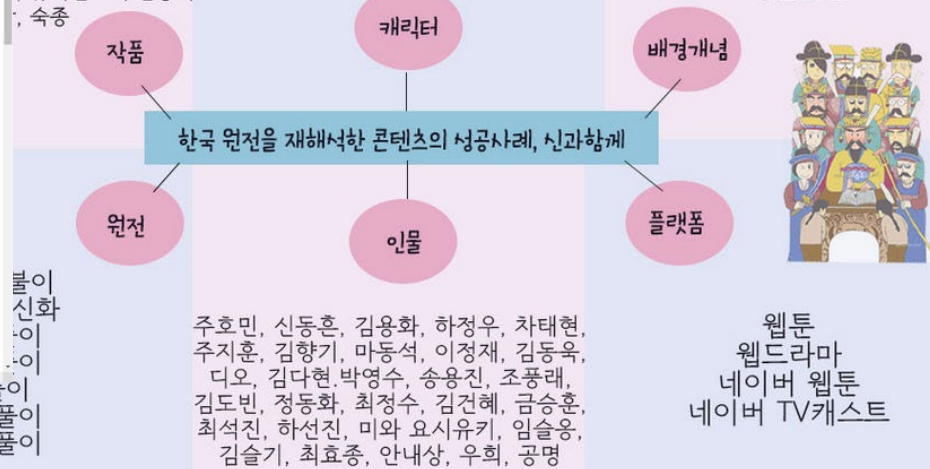 , 숙종
작품
캐릭터
배경개념
한국 원전을 재해석한 콘텐츠의 성공사례, 신과함께
원전
인물
플랫폼
불이
신화
이
이
이
풀이
풀이
주호민, 신동흔, 김용화, 하정우, 차태현,
주지훈, 김향기, 마동석, 이정재, 김동욱,
디오, 김다현.박영수, 송용진, 조풍래,
김도빈, 정동화, 최정수, 김건혜, 금승훈,
최석진, 하선진, 미와 요시유키, 임슬옹,
김슬기, 최효종, 안내상, 우희, 공명
웹툰
웹드라마
네이버 웹툰
네이버 TV캐스트